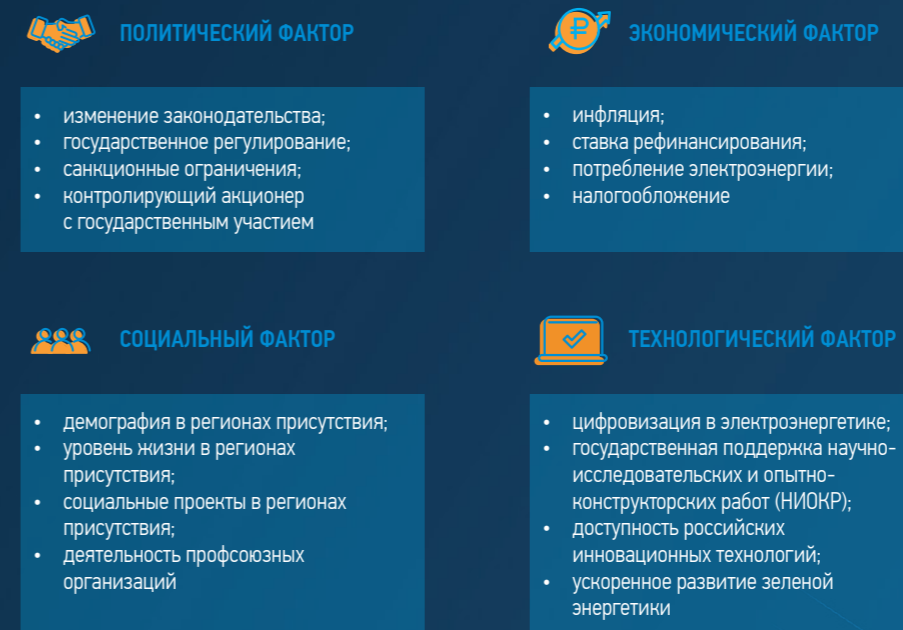 ПОЛИТИЧЕСКИЙ ФАКТОР
• изменение законодательства;
• государственное регулирование;
• санкционные ограничения;
• контролирующий акционер
с государственным участием
ЭКОНОМИЧЕСКИЙ ФАКТОР
• инфляция;
• ставка рефинансирования;
• потребление электроэнергии;
• налогообложение
СОЦИАЛЬНЫЙ ФАКТОР
• демография в регионах присутствия;
• уровень жизни в регионах
присутствия;
• социальные проекты в регионах
присутствия;
• деятельность профсоюзных
организаций
ТЕХНОЛОГИЧЕСКИЙ ФАКТОР
• цифровизация в электроэнергетике;
• государственная поддержка научно-
исследовательских и опытно-
конструкторских работ (НИОКР);
• доступность российских
инновационных технологий;
• ускоренное развитие зеленой
энергетики